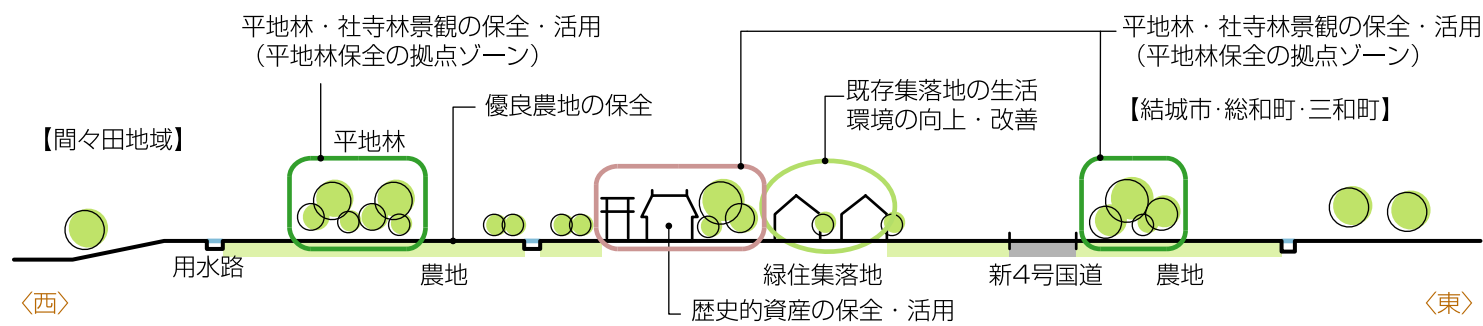 平地林・社寺林景観の保全・活用
（平地林保全の拠点ゾーン）
平地林・社寺林景観の保全・活用
（平地林保全の拠点ゾーン）
既存集落地の生活
環境の向上・改善
優良農地の保全
【結城市・総和町・三和町】
【間々田地域】
平地林
用水路
農地
緑住集落地
新4号国道
農地
〈西〉
歴史的資産の保全・活用
〈東〉